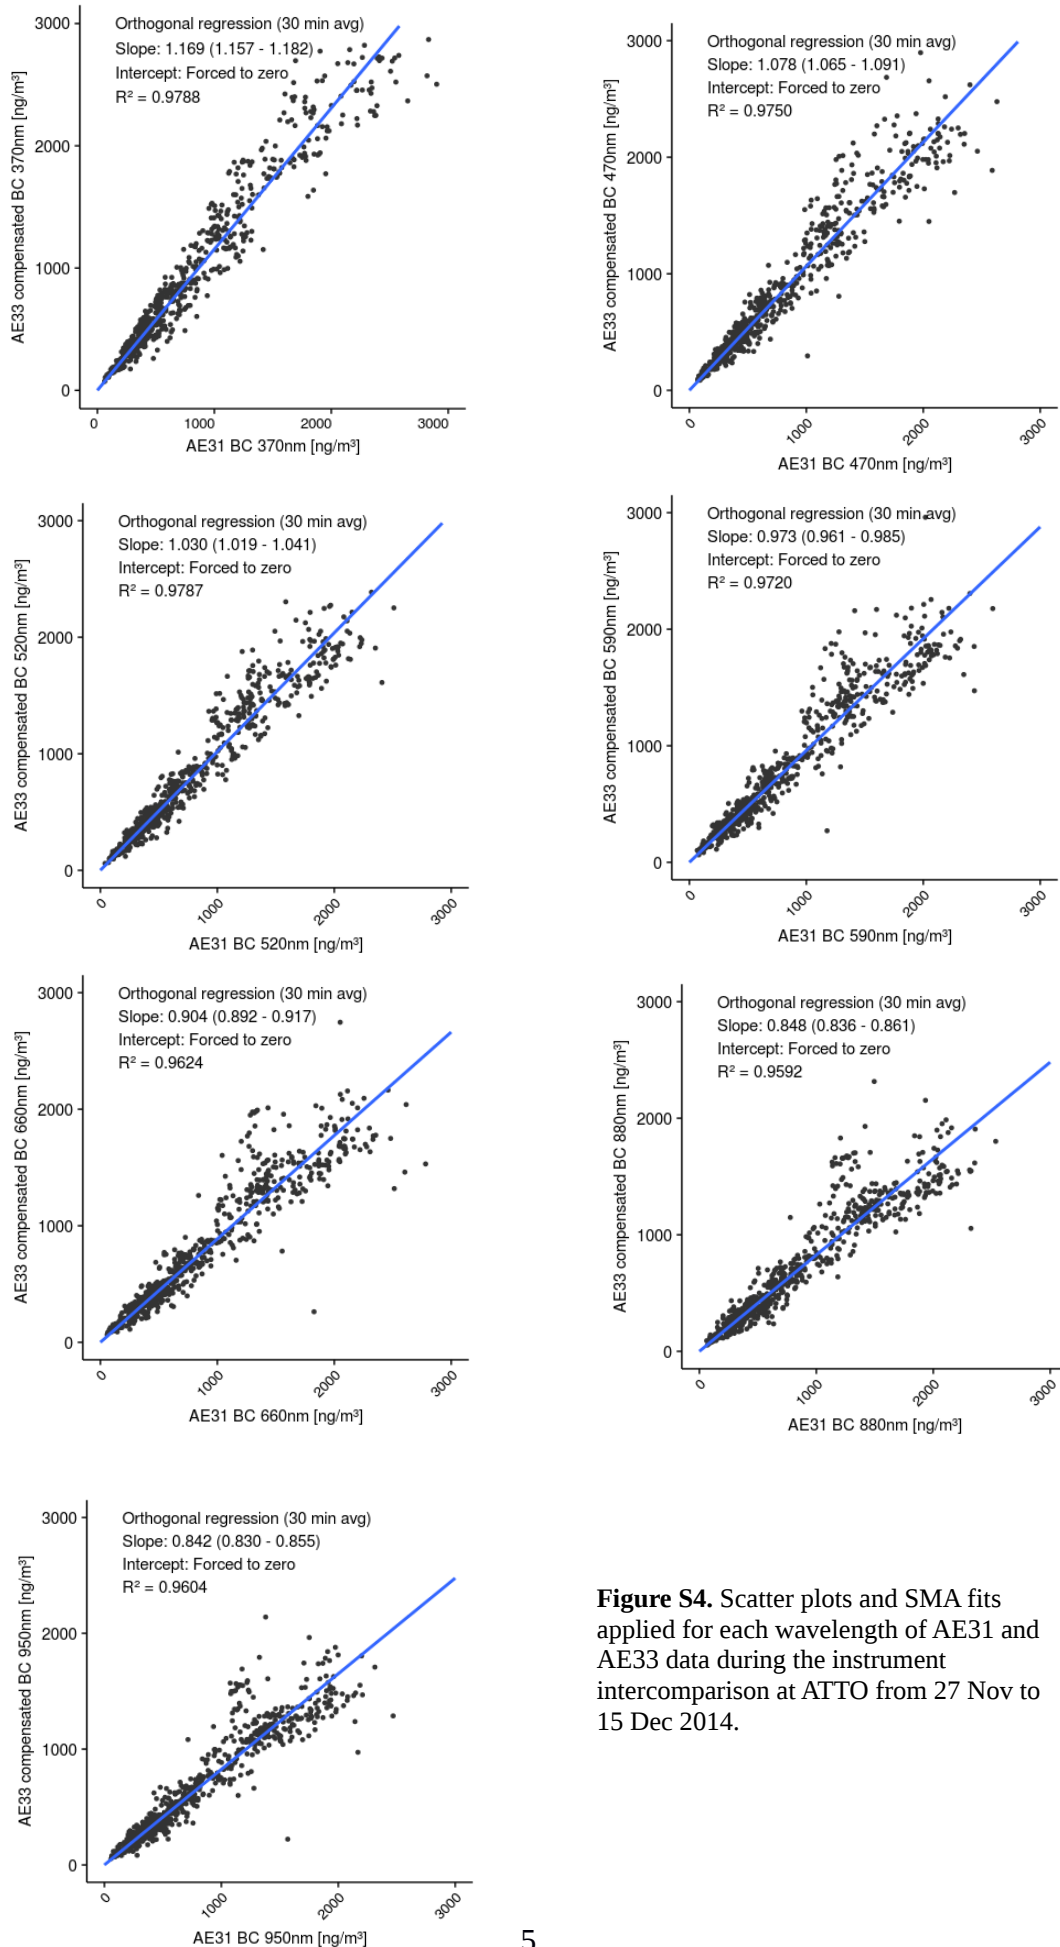 Orthogonal regression (30 min avg)
Slope: 1.169 (1.157 - 1.182)
Intercept: Forced to zero
R² = 0.9788
3000
2000
1000
0
AE33 compensated BC 370nm [ng/m³]
0 1000 2000 3000
AE31 BC 370nm [ng/m³]
Orthogonal regression (30 min avg)
Slope: 1.078 (1.065 - 1.091)
Intercept: Forced to zero
R² = 0.9750
3000
2000
1000
0
AE33 compensated BC 470nm [ng/m³]
0 1000 2000 3000
AE31 BC 470nm [ng/m³]
Orthogonal regression (30 min avg)
Slope: 1.030 (1.019 - 1.041)
Intercept: Forced to zero
R² = 0.9787
3000
2000
1000
0
AE33 compensated BC 520nm [ng/m³]
0 1000 2000 3000
AE31 BC 520nm [ng/m³]
Orthogonal regression (30 min avg)
Slope: 0.973 (0.961 - 0.985)
Intercept: Forced to zero
R² = 0.9720
3000
2000
1000
0
AE33 compensated BC 590nm [ng/m³]
0 1000 2000 3000
AE31 BC 590nm [ng/m³]
Orthogonal regression (30 min avg)
Slope: 0.904 (0.892 - 0.917)
Intercept: Forced to zero
R² = 0.9624
3000
2000
1000
0
AE33 compensated BC 660nm [ng/m³]
0 1000 2000 3000
AE31 BC 660nm [ng/m³]
Orthogonal regression (30 min avg)
Slope: 0.848 (0.836 - 0.861)
Intercept: Forced to zero
R² = 0.9592
3000
2000
1000
0
AE33 compensated BC 880nm [ng/m³]
0 1000 2000 3000
AE31 BC 880nm [ng/m³]
Orthogonal regression (30 min avg)
Slope: 0.842 (0.830 - 0.855)
Intercept: Forced to zero
R² = 0.9604
3000
2000
1000
0
AE33 compensated BC 950nm [ng/m³]
0 1000 2000 3000
AE31 BC 950nm [ng/m³]
Figure S4. Scatter plots and SMA fits
applied for each wavelength of AE31 and
AE33 data during the instrument
intercomparison at ATTO from 27 Nov to
15 Dec 2014.
5